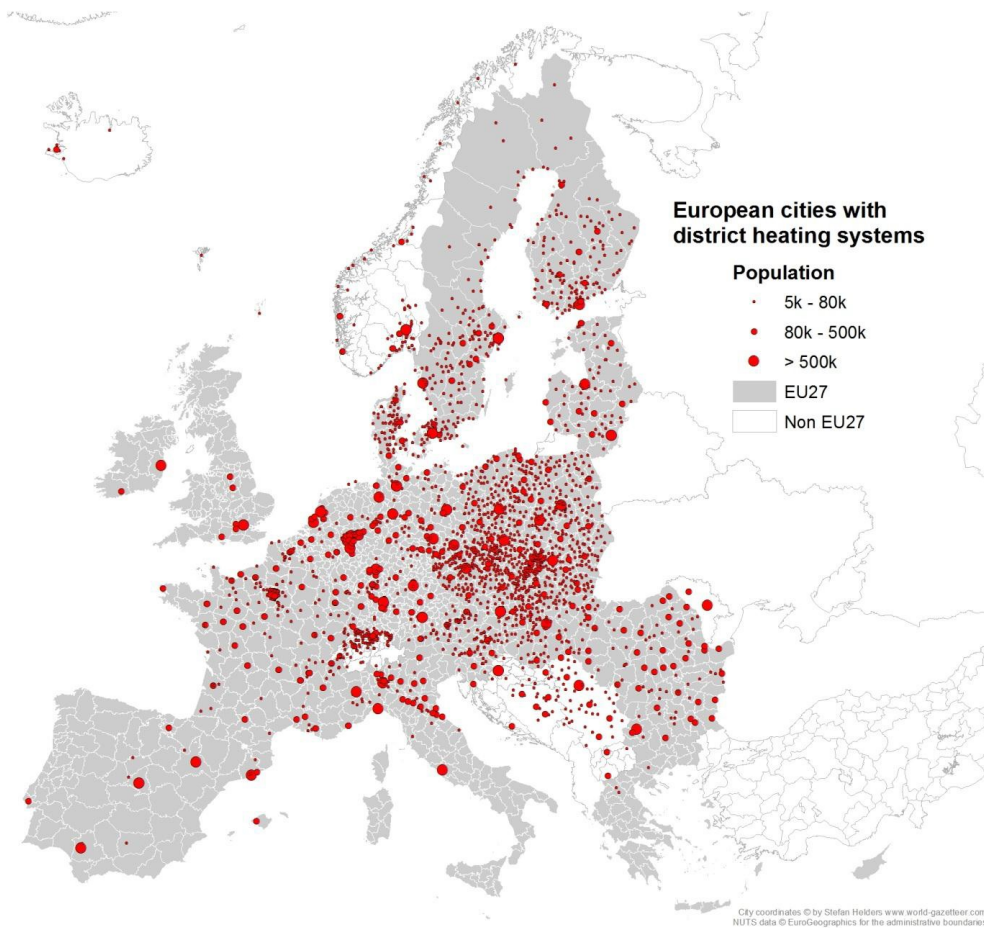 European cities with
district heating systems
Population
5k - 80k
80k - 500k
> 500k
EU27
Non EU27
City coordinates © by Stefan Helders www.world-gazetteer.com
NUTS data © EuroGeographics for the administrative boundaries